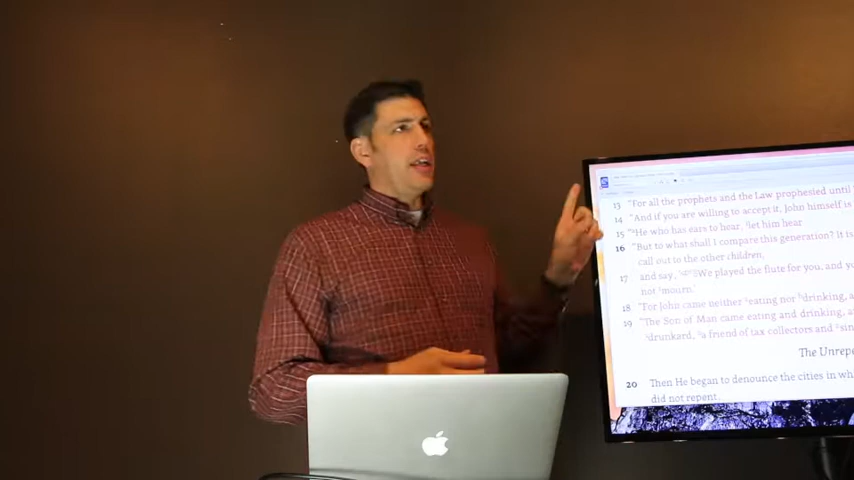 13 "For all the prophets and the Law prophesied until
14 "And if you are willing to accept it, John himself is
15 "He who has ears to hear, let him hear
16 "But to what shall I compare this generation? It is
call out to the other children,
17 and say, 'We played the flute for you, and
not mourn.'
18 "For John came neither eating nor drinking,
19 "The Son of Man came eating and drinking,
drunkard, a friend of tax collectors and
The Unrepe
20 Then He began to denounce the cities in
did not repent.